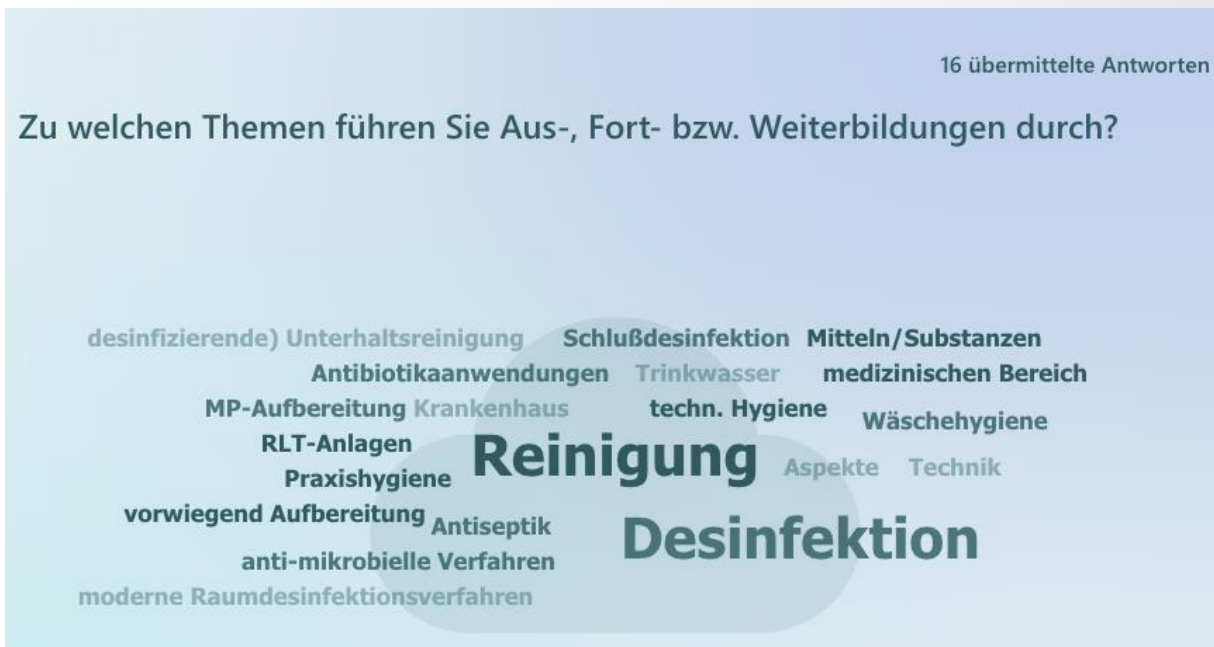 16 übermittelte Antworten
Zu welchen Themen führen Sie Aus-, Fort- bzw. Weiterbildungen durch?
desinfizierende) Unterhaltsreinigung Schlußdesinfektion Mitteln/Substanzen
Antibiotikaanwendungen Trinkwasser medizinischen Bereich
MP-Aufbereitung Krankenhaus techn. Hygiene Wäschehygiene
RLT-Anlagen
Reinigung
Praxishygiene Aspekte Technik
vorwiegend Aufbereitung Antiseptik
Desinfektion
anti-mikrobielle Verfahren
moderne Raumdesinfektionsverfahren